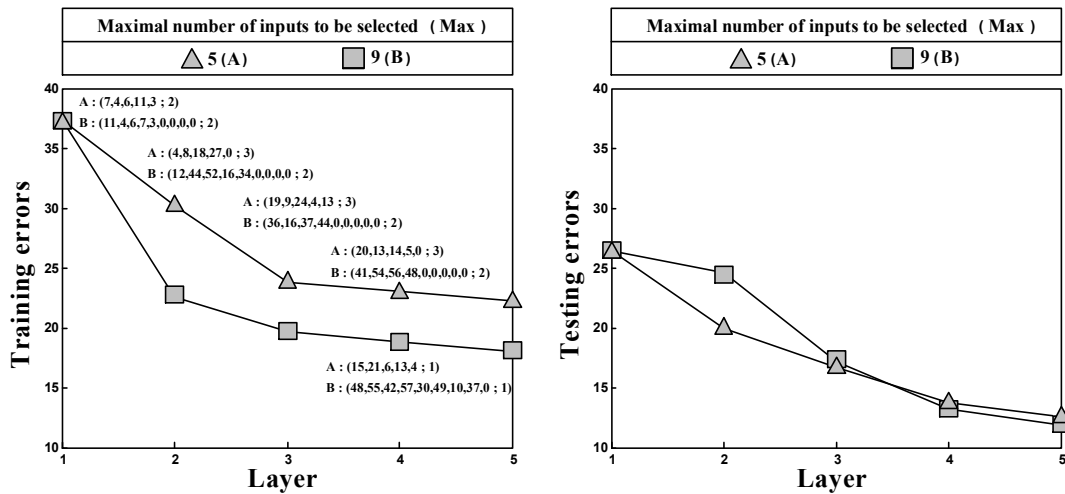 Maximal number of inputs to be selected ( Max )
5 (A)
9 (B)
Training errors
40
35
30
25
20
15
10
A : (7,4,6,11,3 ; 2)
B : (11,4,6,7,3,0,0,0,0 ; 2)
A : (4,8,18,27,0 ; 3)
B : (12,44,52,16,34,0,0,0,0 ; 2)
A : (19,9,24,4,13 ; 3)
B : (36,16,37,44,0,0,0,0,0 ; 2)
A : (20,13,14,5,0 ; 3)
B : (41,54,56,48,0,0,0,0,0 ; 2)
A : (15,21,6,13,4 ; 1)
B : (48,55,42,57,30,49,10,37,0 ; 1)
1 2 3 4 5
Layer
Maximal number of inputs to be selected ( Max )
5 (A)
9 (B)
Testing errors
40
35
30
25
20
15
10
1 2 3 4 5
Layer